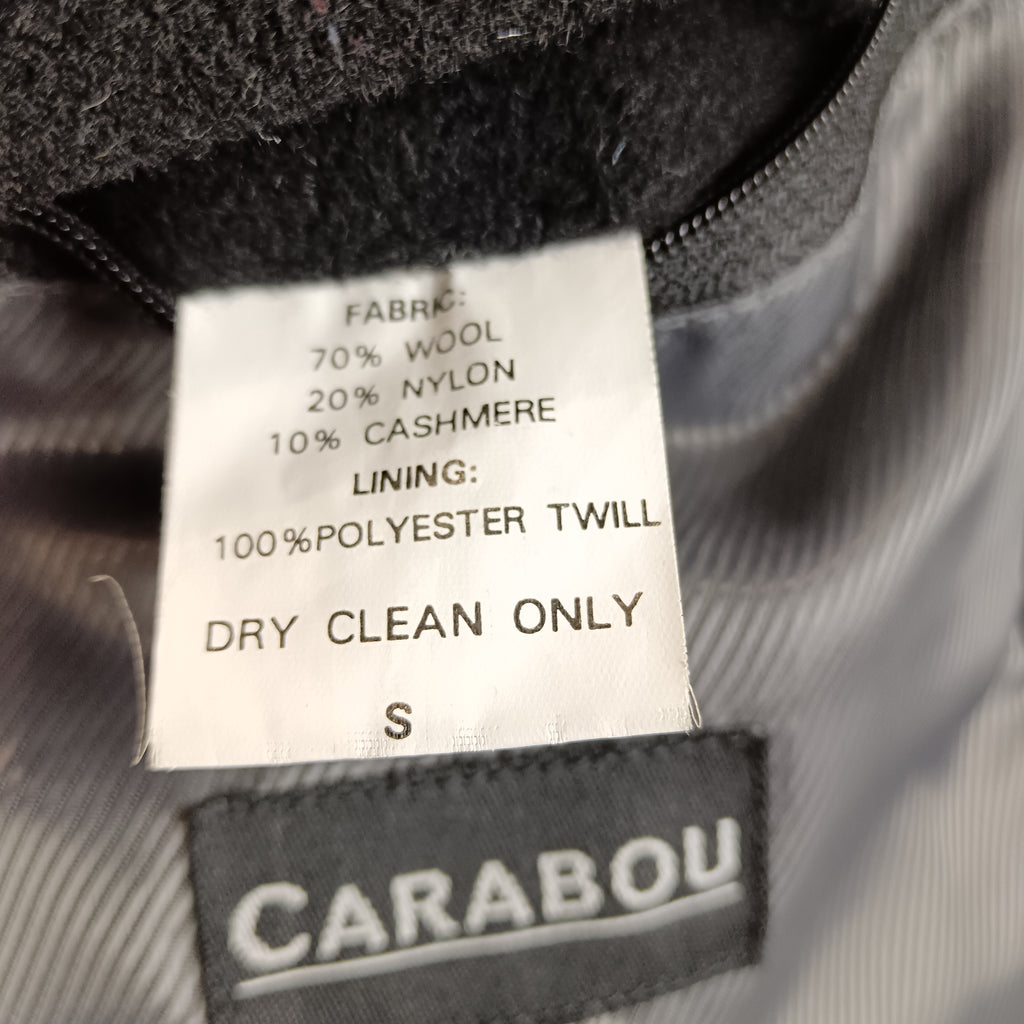 FABRIC:
70% WOOL
20% NYLON
10% CASHMERE
LINING:
100%POLYESTER TWILL
DRY CLEAN ONLY
S
CARABOU